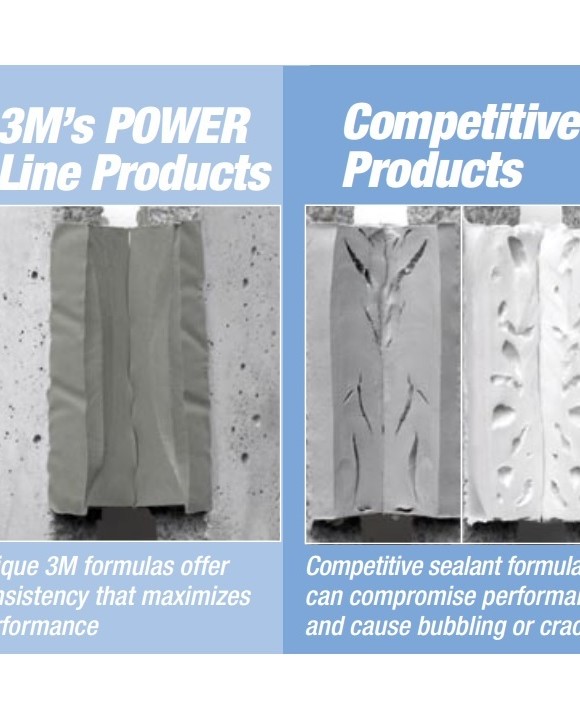 3M's POWER
Line Products
Competitive
Products
ique 3M formulas offer
nsistency that maximizes
rformance
Competitive sealant formula
can compromise performa
and cause bubbling or crac